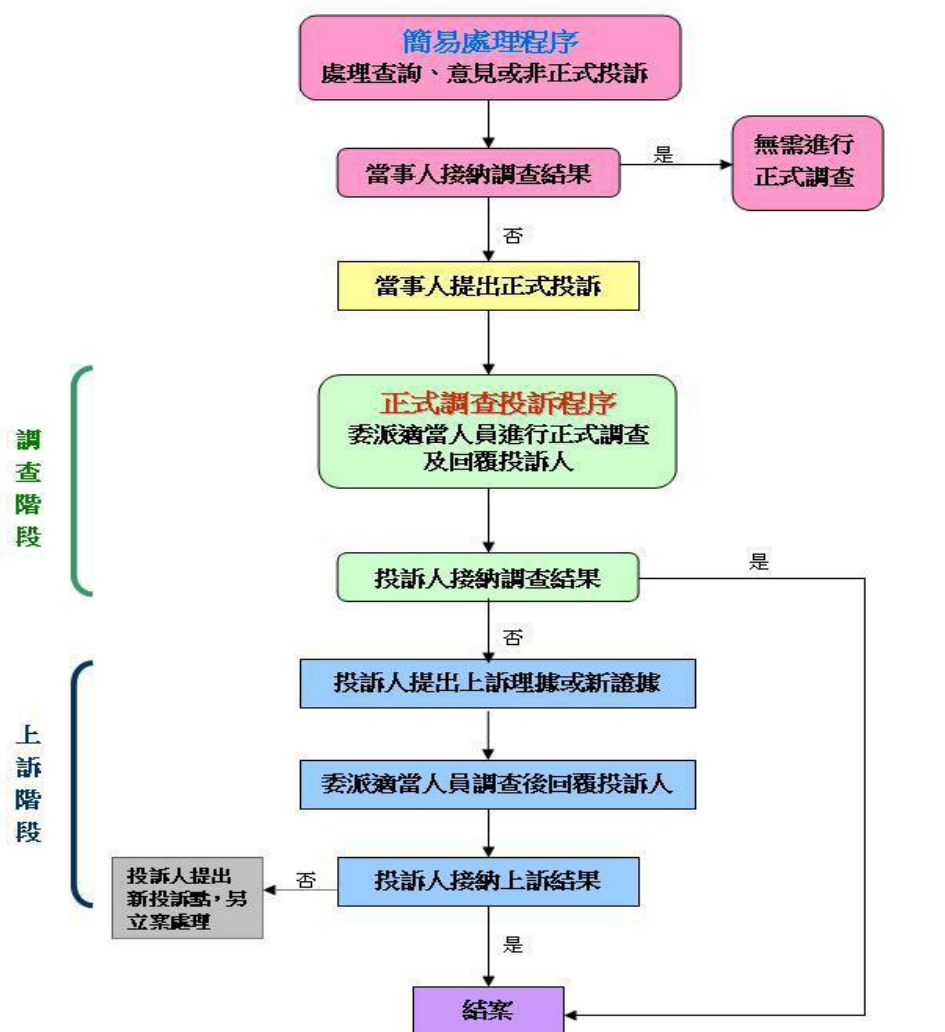 簡易處理程序
處理查詢、意見或非正式投訴
當事人接納調查結果
是
無需進行
正式調查
否
當事人提出正式投訴
調查階段
正式調查投訴程序
委派適當人員進行正式調查
及回覆投訴人
投訴人接納調查結果
是
否
上訴階段
投訴人提出上訴理據或新證據
委派適當人員調查後回覆投訴人
投訴人接納上訴結果
否
投訴人提出
新投訴點，另
立案處理
是
結案